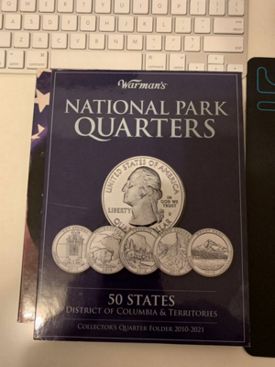 Warman's
NATIONAL PARK
QUARTERS
UNITED STATES OF AMERICA
LIBERTY
IN GOD WE TRUST
50 STATES
DISTRICT OF COLUMBIA & TERRITORIES
COLLECTOR'S QUARTER FOLDER 2010-2021